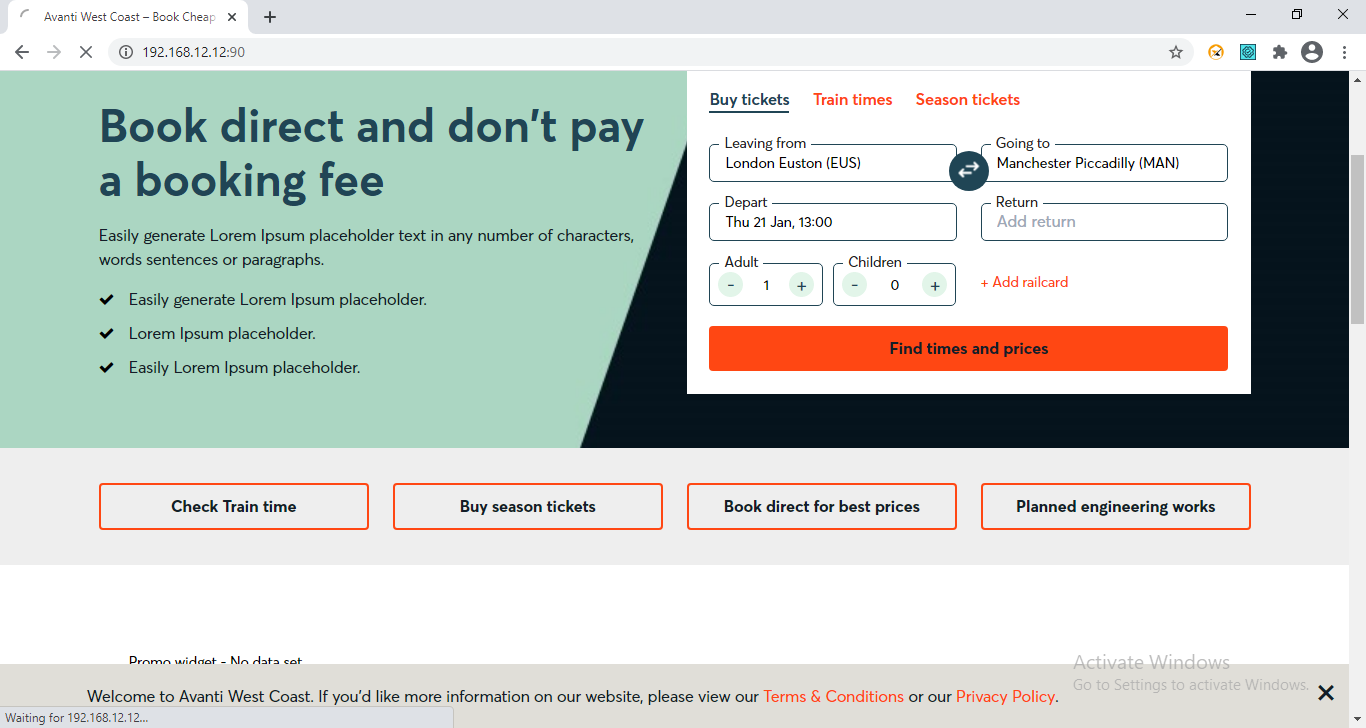 Avanti West Coast – Book Cheap
192.168.12.12:90
Book direct and don't pay
a booking fee
Easily generate Lorem Ipsum placeholder text in any number of characters,
words sentences or paragraphs.
Easily generate Lorem Ipsum placeholder.
Lorem Ipsum placeholder.
Easily Lorem Ipsum placeholder.
Buy tickets Train times Season tickets
Leaving from Going to
London Euston (EUS) Manchester Piccadilly (MAN)
Depart Return
Thu 21 Jan, 13:00 Add return
Adult Children
- 1 + - 0 + + Add railcard
Find times and prices
Check Train time Buy season tickets Book direct for best prices Planned engineering works
Promo widget - No data set
Activate Windows
Go to Settings to activate Windows.
Welcome to Avanti West Coast. If you'd like more information on our website, please view our Terms & Conditions or our Privacy Policy.
Waiting for 192.168.12.12...